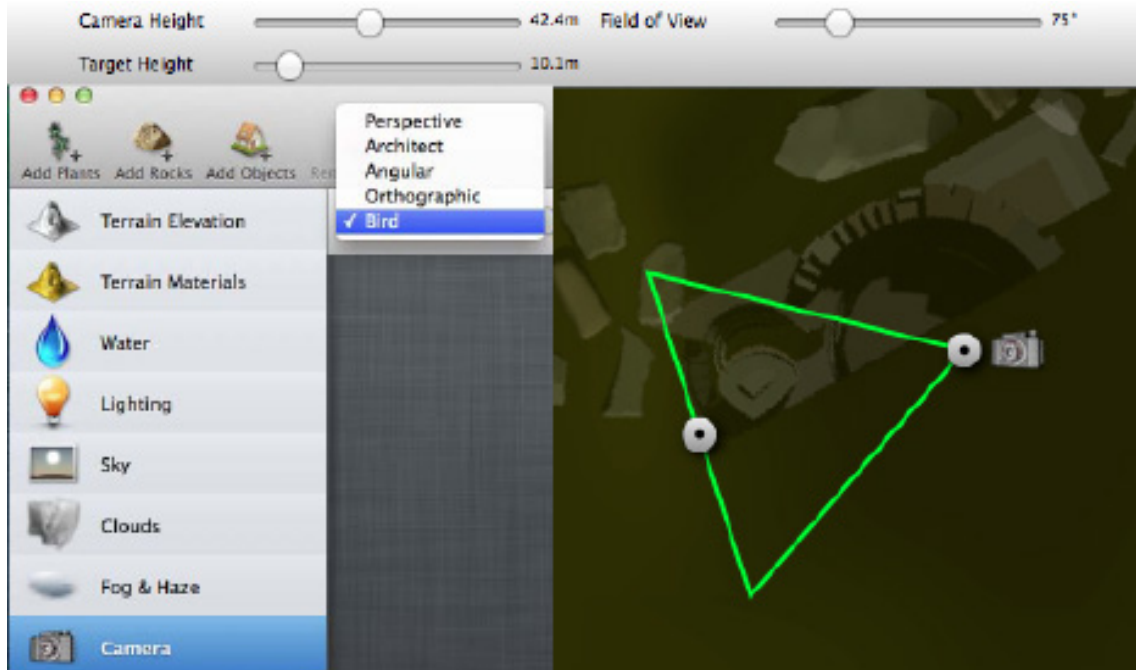 Camera Height 42.4m Field of View 75°
Target Height 10.1m
Perspective
Architect
Angular
Orthographic
✓ Bird
Add Plants Add Rocks Add Objects
Terrain Elevation
Terrain Materials
Water
Lighting
Sky
Clouds
Fog & Haze
Camera